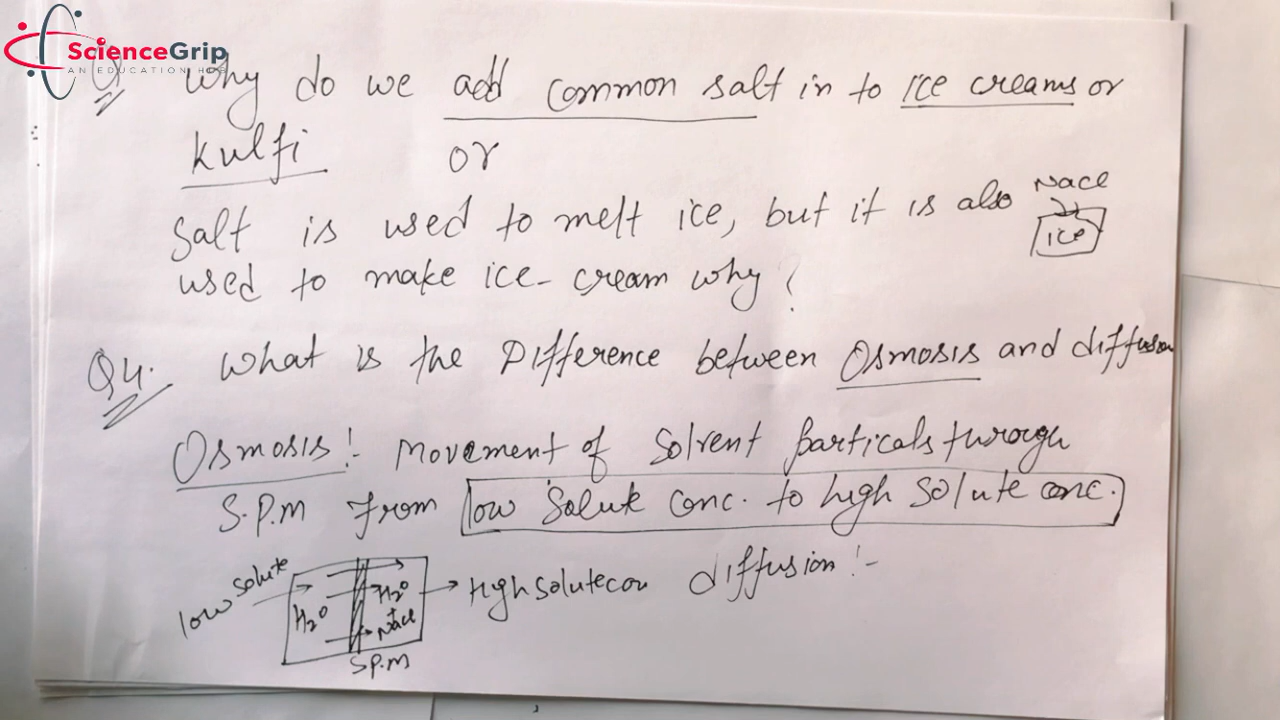 ScienceGrip
AN EDUCATION HUB
Q Why do we add common salt in to ice creams or
Kulfi or
Salt is used to melt ice, but it is also
Nacl
ice
used to make ice-cream why?
Q4. What is the Difference between Osmosis and diffusion
Osmosis:- Movement of Solvent particals through
S.P.M from low Solute conc. to high solute conc.
low solute
H2O
H2O
+
Nacl
High solute con
diffusion:-
S.P.M